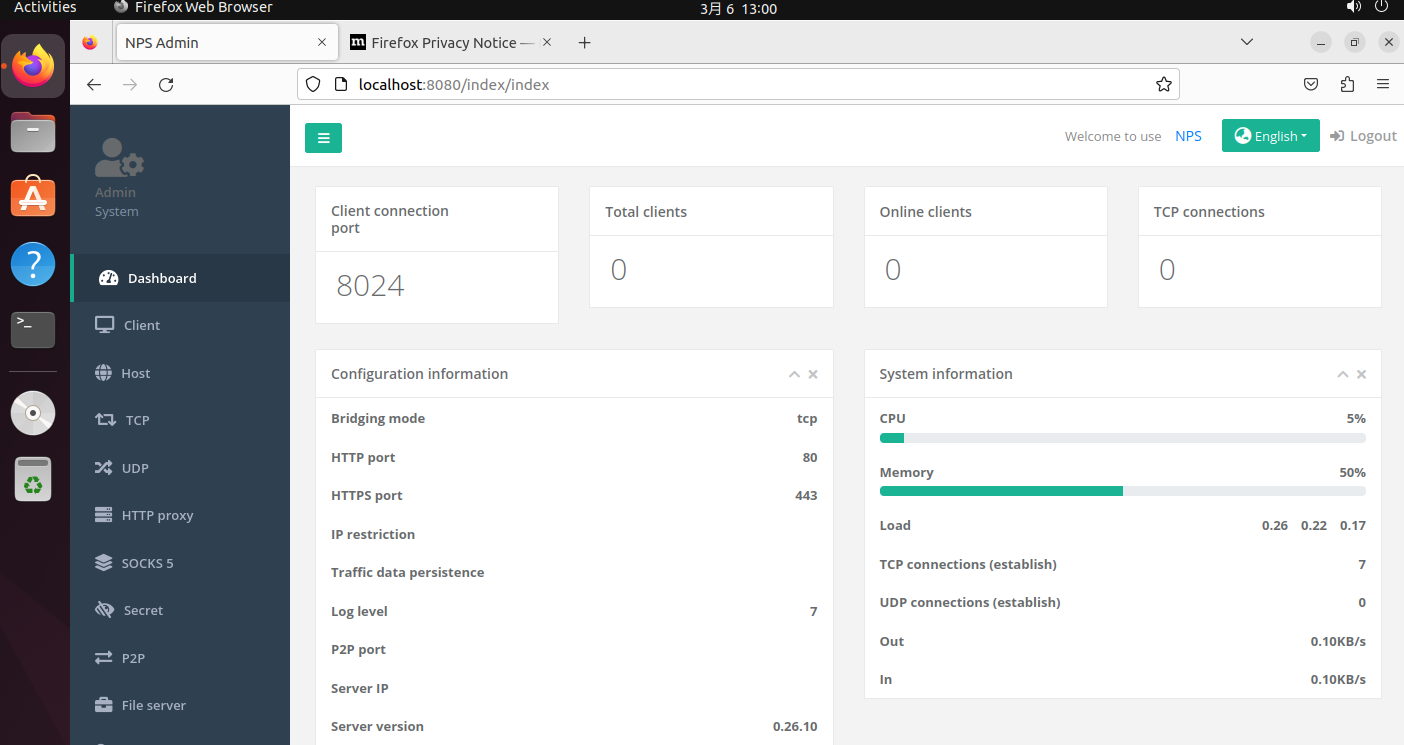 Activities Firefox Web Browser 3月 6 13:00
NPS Admin Firefox Privacy Notice —
localhost:8080/index/index
Welcome to use NPS English Logout
Admin
System
Dashboard
Client
Host
TCP
UDP
HTTP proxy
SOCKS 5
Secret
P2P
File server
Client connection
port
8024
Total clients
0
Online clients
0
TCP connections
0
Configuration information
Bridging mode tcp
HTTP port 80
HTTPS port 443
IP restriction
Traffic data persistence
Log level 7
P2P port
Server IP
Server version 0.26.10
System information
CPU 5%
Memory 50%
Load 0.26 0.22 0.17
TCP connections (establish) 7
UDP connections (establish) 0
Out 0.10KB/s
In 0.10KB/s